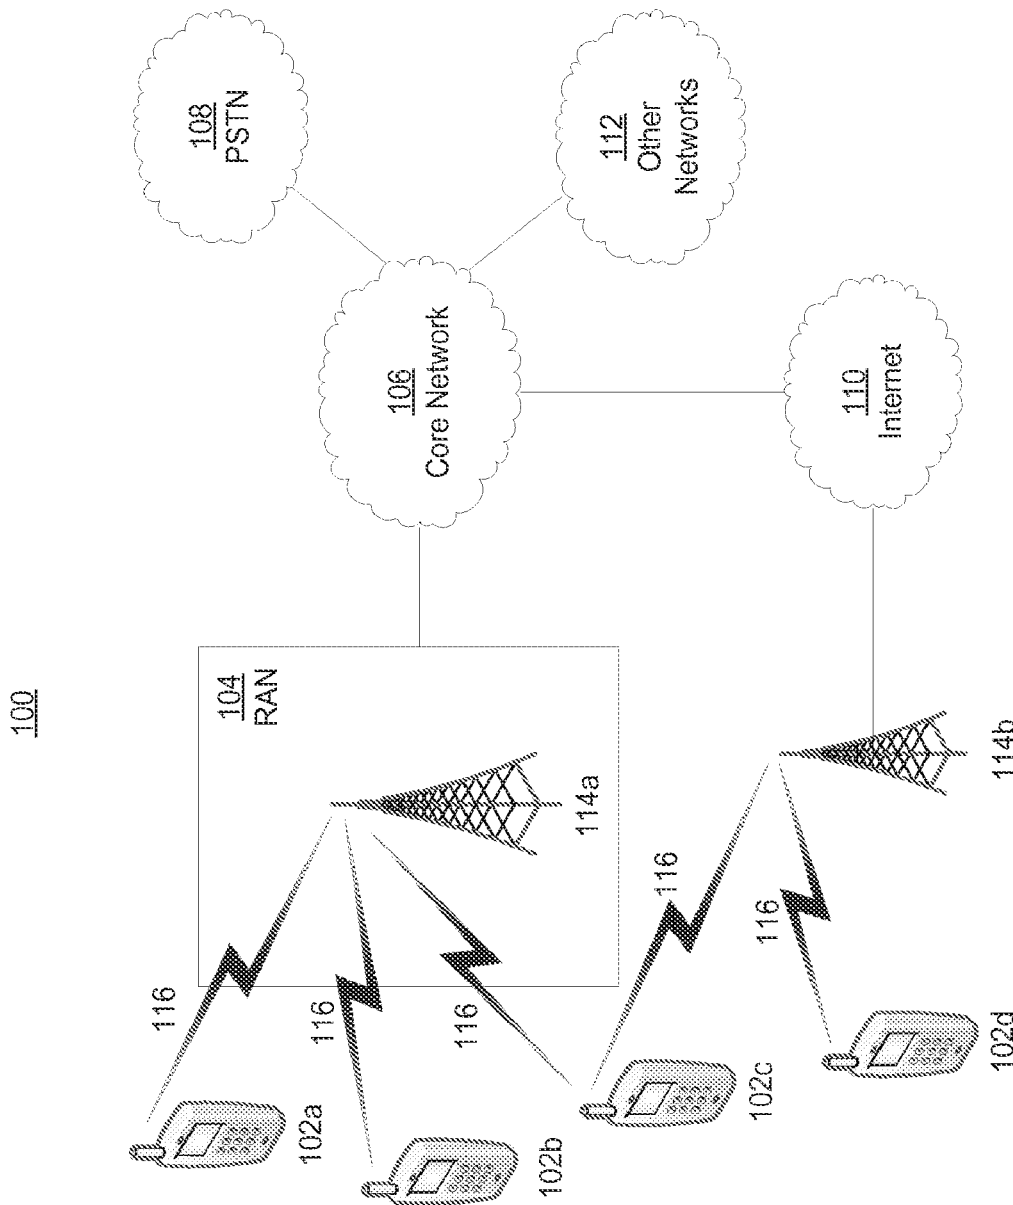 100
108
PSTN
106
Core Network
112
Other
Networks
104
RAN
110
Internet
114a
114b
116
116
116
116
116
102a
102b
102c
102d